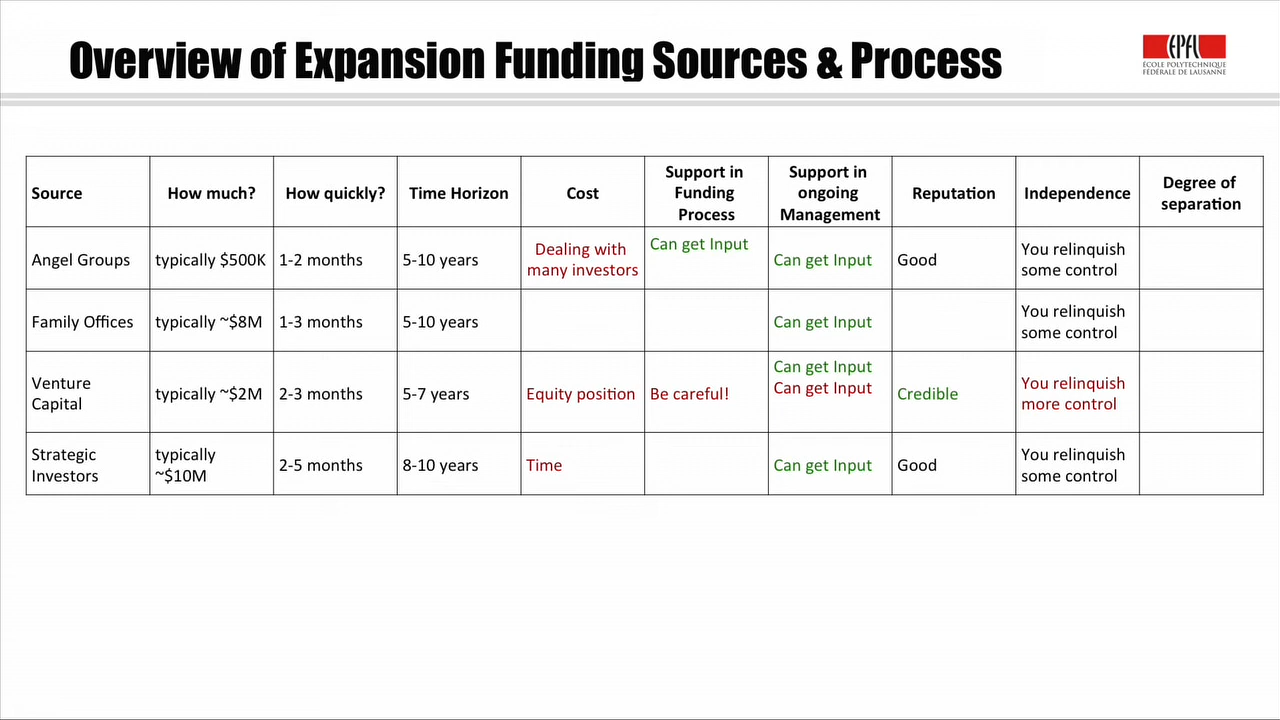 Overview of Expansion Funding Sources & Process
EPFL
ÉCOLE POLYTECHNIQUE
FÉDÉRALE DE LAUSANNE
Source
How much?
How quickly?
Time Horizon
Cost
Support in
Funding
Process
Support in
ongoing
Management
Reputation
Independence
Degree of
separation
Angel Groups
typically $500K
1-2 months
5-10 years
Dealing with
many investors
Can get Input
Can get Input
Good
You relinquish
some control
Family Offices
typically ~$8M
1-3 months
5-10 years
Can get Input
You relinquish
some control
Venture
Capital
typically ~$2M
2-3 months
5-7 years
Equity position
Be careful!
Can get Input
Can get Input
Credible
You relinquish
more control
Strategic
Investors
typically
~$10M
2-5 months
8-10 years
Time
Can get Input
Good
You relinquish
some control